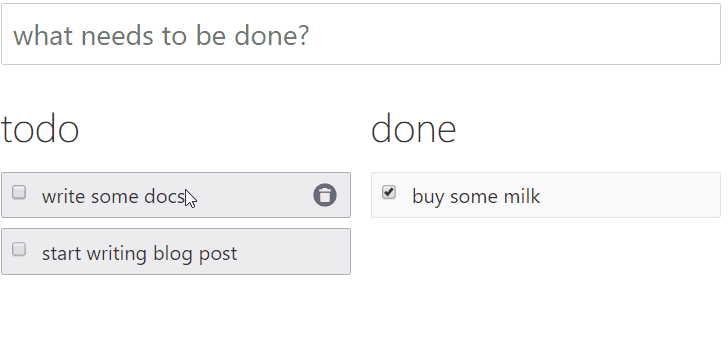 what needs to be done?
todo
write some docs
start writing blog post
done
buy some milk